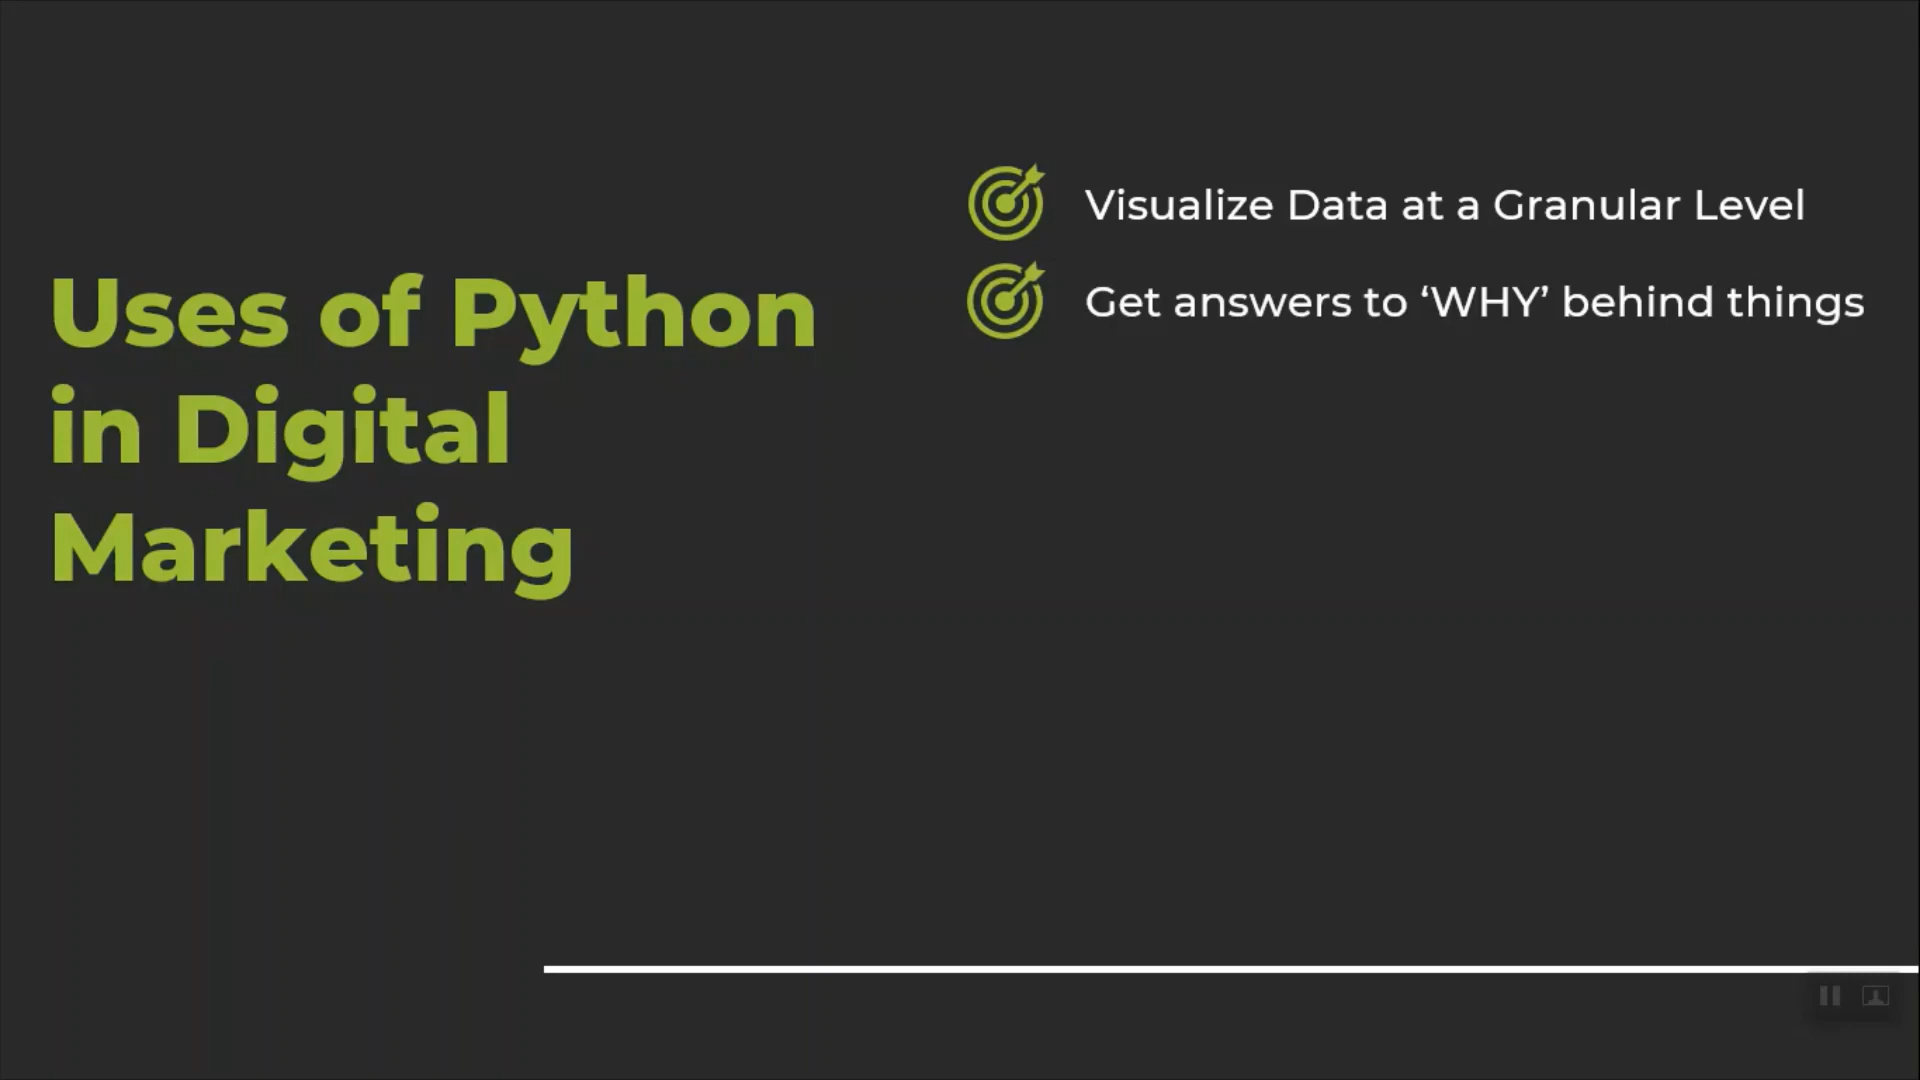 Uses of Python
in Digital
Marketing
Visualize Data at a Granular Level
Get answers to ‘WHY’ behind things